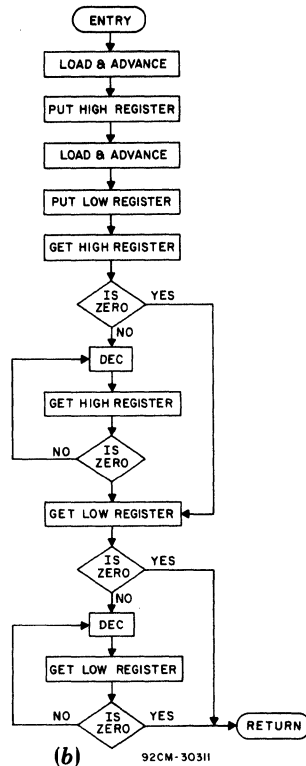 ENTRY
LOAD & ADVANCE
PUT HIGH REGISTER
LOAD & ADVANCE
PUT LOW REGISTER
GET HIGH REGISTER
IS
ZERO
YES
NO
DEC
GET HIGH REGISTER
NO
IS
ZERO
GET LOW REGISTER
IS
ZERO
YES
NO
DEC
GET LOW REGISTER
NO
IS
ZERO
YES
RETURN
(b)
92CM-30311